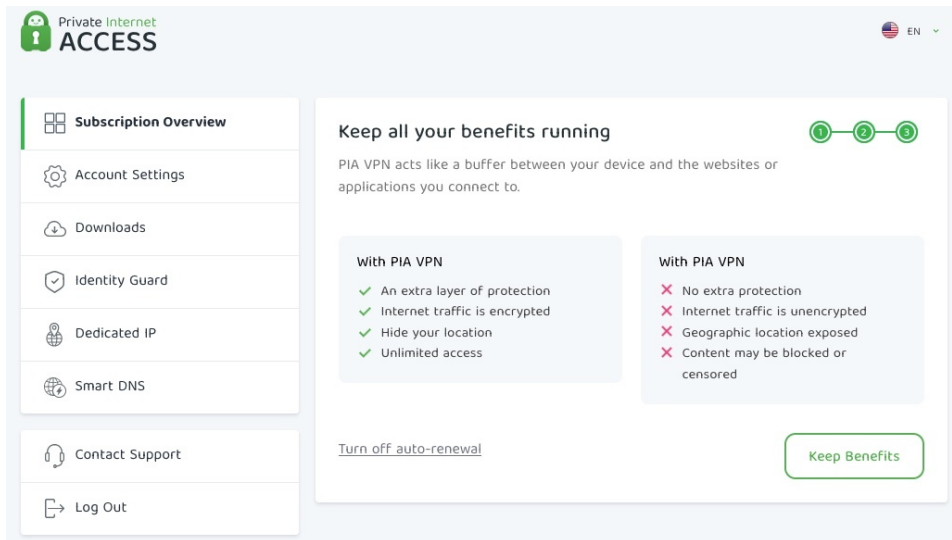 Private Internet
ACCESS
EN
Subscription Overview
Account Settings
Downloads
Identity Guard
Dedicated IP
Smart DNS
Contact Support
Log Out
Keep all your benefits running
1 2 3
PIA VPN acts like a buffer between your device and the websites or
applications you connect to.
With PIA VPN
An extra layer of protection
Internet traffic is encrypted
Hide your location
Unlimited access
With PIA VPN
No extra protection
Internet traffic is unencrypted
Geographic location exposed
Content may be blocked or
censored
Turn off auto-renewal
Keep Benefits